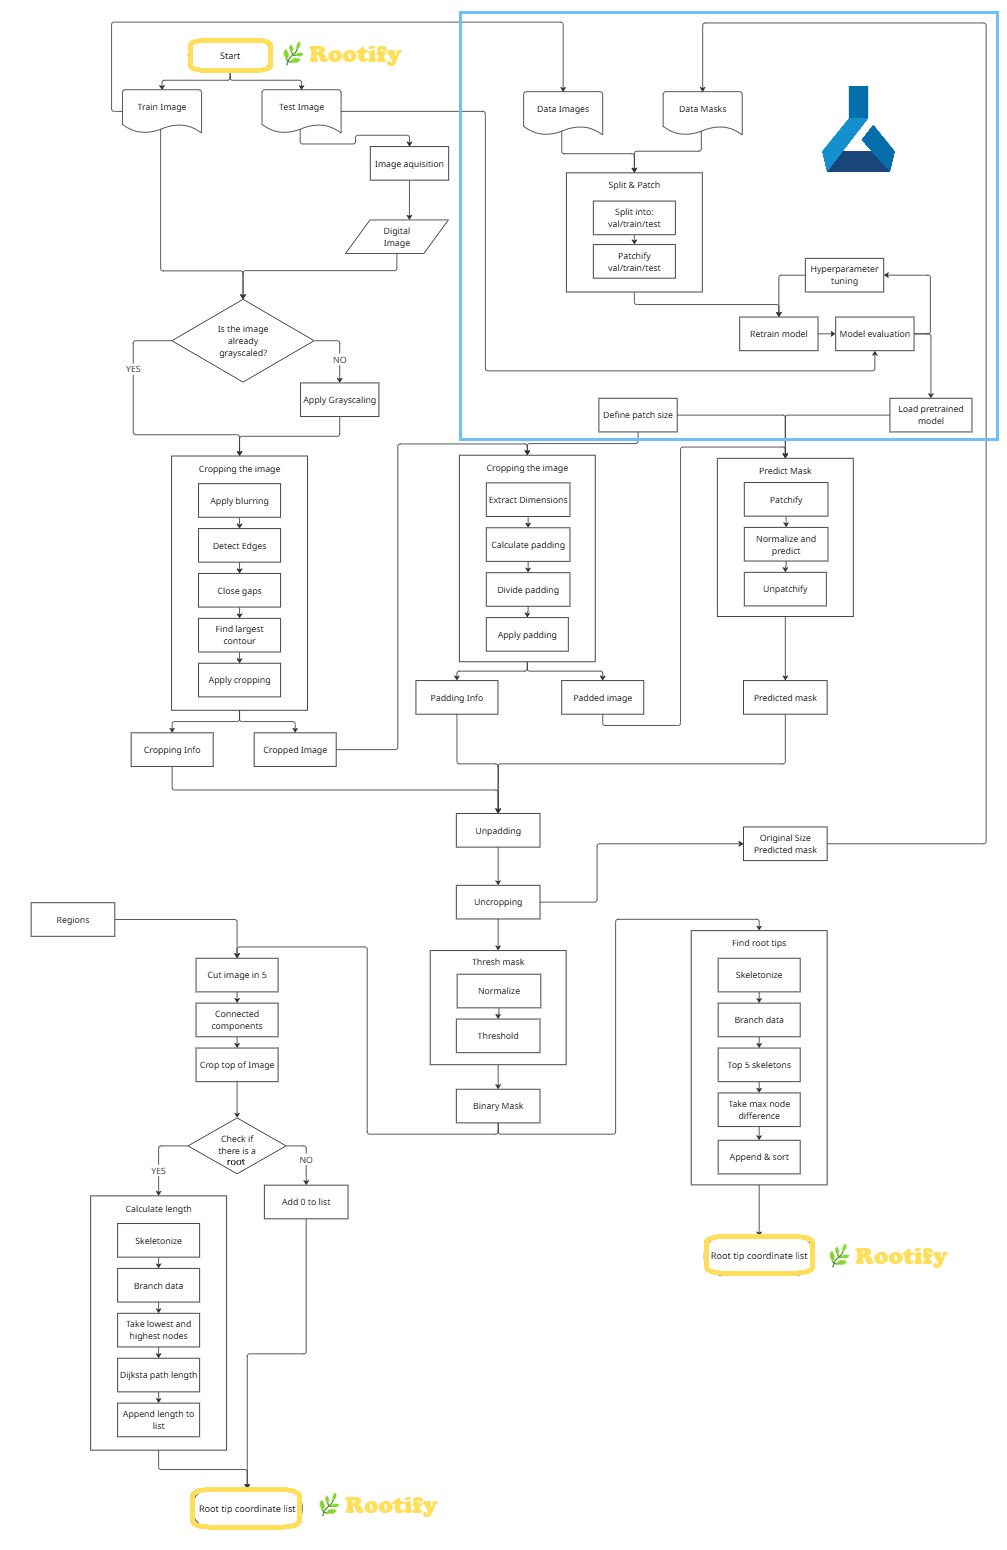 Start
Rootify
Train Image
Test Image
Data Images
Data Masks
Image aquisition
Digital
Image
Split & Patch
Split into:
val/train/test
Patchify
val/train/test
Hyperparameter
tuning
Retrain model
Model evaluation
Is the image
already
grayscaled?
YES
NO
Apply Grayscaling
Define patch size
Load pretrained
model
Cropping the image
Apply blurring
Detect Edges
Close gaps
Find largest
contour
Apply cropping
Cropping the image
Extract Dimensions
Calculate padding
Divide padding
Apply padding
Predict Mask
Patchify
Normalize and
predict
Unpatchify
Padding Info
Padded image
Predicted mask
Cropping Info
Cropped Image
Unpadding
Original Size
Predicted mask
Uncropping
Regions
Cut image in 5
Connected
components
Crop top of Image
Check if
there is a
root
YES
NO
Add 0 to list
Thresh mask
Normalize
Threshold
Binary Mask
Find root tips
Skeletonize
Branch data
Top 5 skeletons
Take max node
difference
Append & sort
Root tip coordinate list
Rootify
Calculate length
Skeletonize
Branch data
Take lowest and
highest nodes
Dijksta path length
Append length to
list
Root tip coordinate list
Rootify